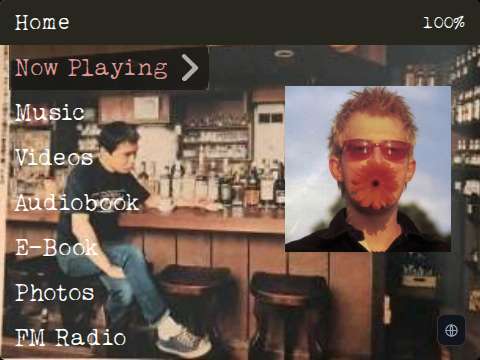 Home
100%
Now Playing
Music
Videos
Audiobook
E-Book
Photos
FM Radio